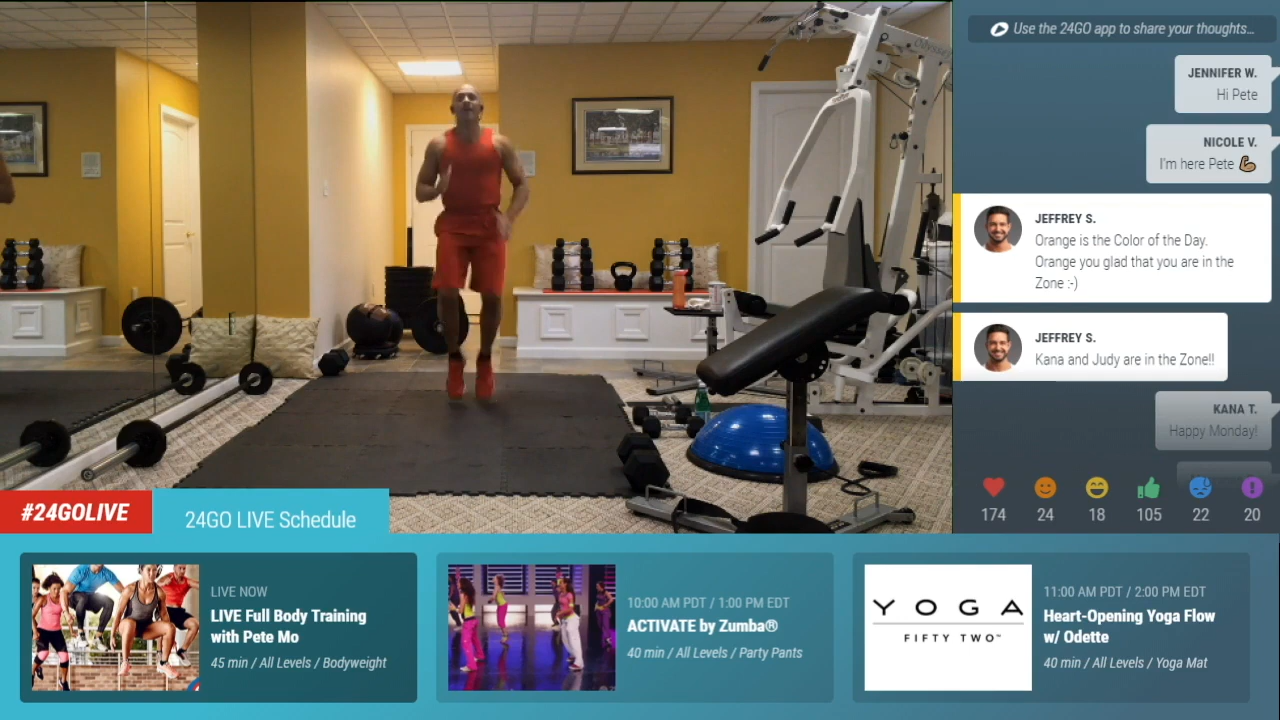 Use the 24GO app to share your thoughts...
JENNIFER W.
Hi Pete
NICOLE V.
I'm here Pete 💪🏽
JEFFREY S.
Orange is the Color of the Day.
Orange you glad that you are in the
Zone :-)
JEFFREY S.
Kana and Judy are in the Zone!!
KANA T.
Happy Monday!
174
24
18
105
22
20
#24GOLIVE
24GO LIVE Schedule
LIVE NOW
LIVE Full Body Training
with Pete Mo
45 min / All Levels / Bodyweight
10:00 AM PDT / 1:00 PM EDT
ACTIVATE by Zumba®
40 min / All Levels / Party Pants
YOGA
FIFTY TWO™
11:00 AM PDT / 2:00 PM EDT
Heart-Opening Yoga Flow
w/ Odette
40 min / All Levels / Yoga Mat